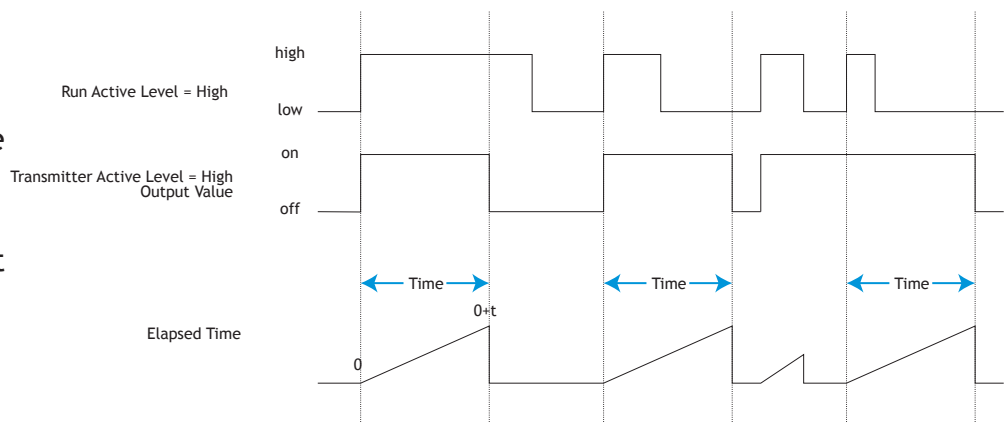 high
Run Active Level = High
low
e
on
Transmitter Active Level = High
Output Value
off
t
Time
Time
Time
0+t
Elapsed Time
0